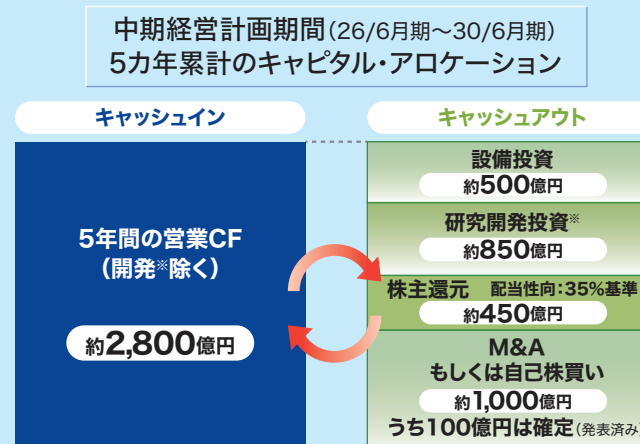 中期経営計画期間(26/6月期～30/6月期)
5カ年累計のキャピタル・アロケーション
キャッシュイン
キャッシュアウト
5年間の営業CF
(開発※除く)
約2,800億円
設備投資
約500億円
研究開発投資※
約850億円
株主還元 配当性向:35%基準
約450億円
M&A
もしくは自己株買い
約1,000億円
うち100億円は確定(発表済み